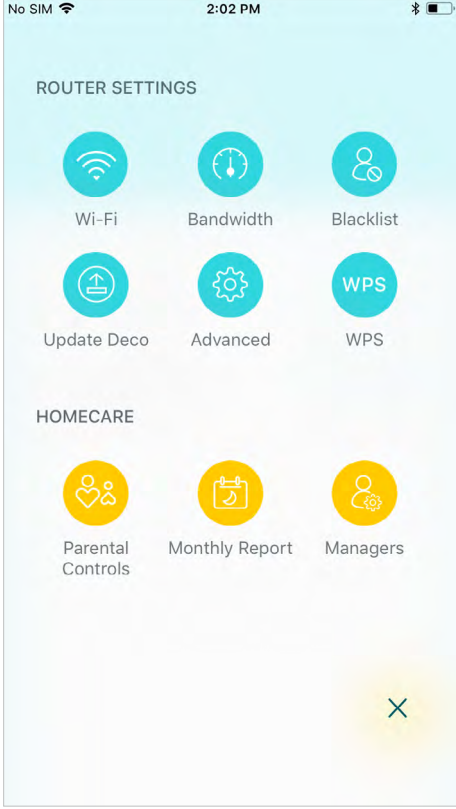 No SIM 2:02 PM
ROUTER SETTINGS
Wi-Fi Bandwidth Blacklist
WPS
Update Deco Advanced WPS
HOMECARE
Parental Controls Monthly Report Managers